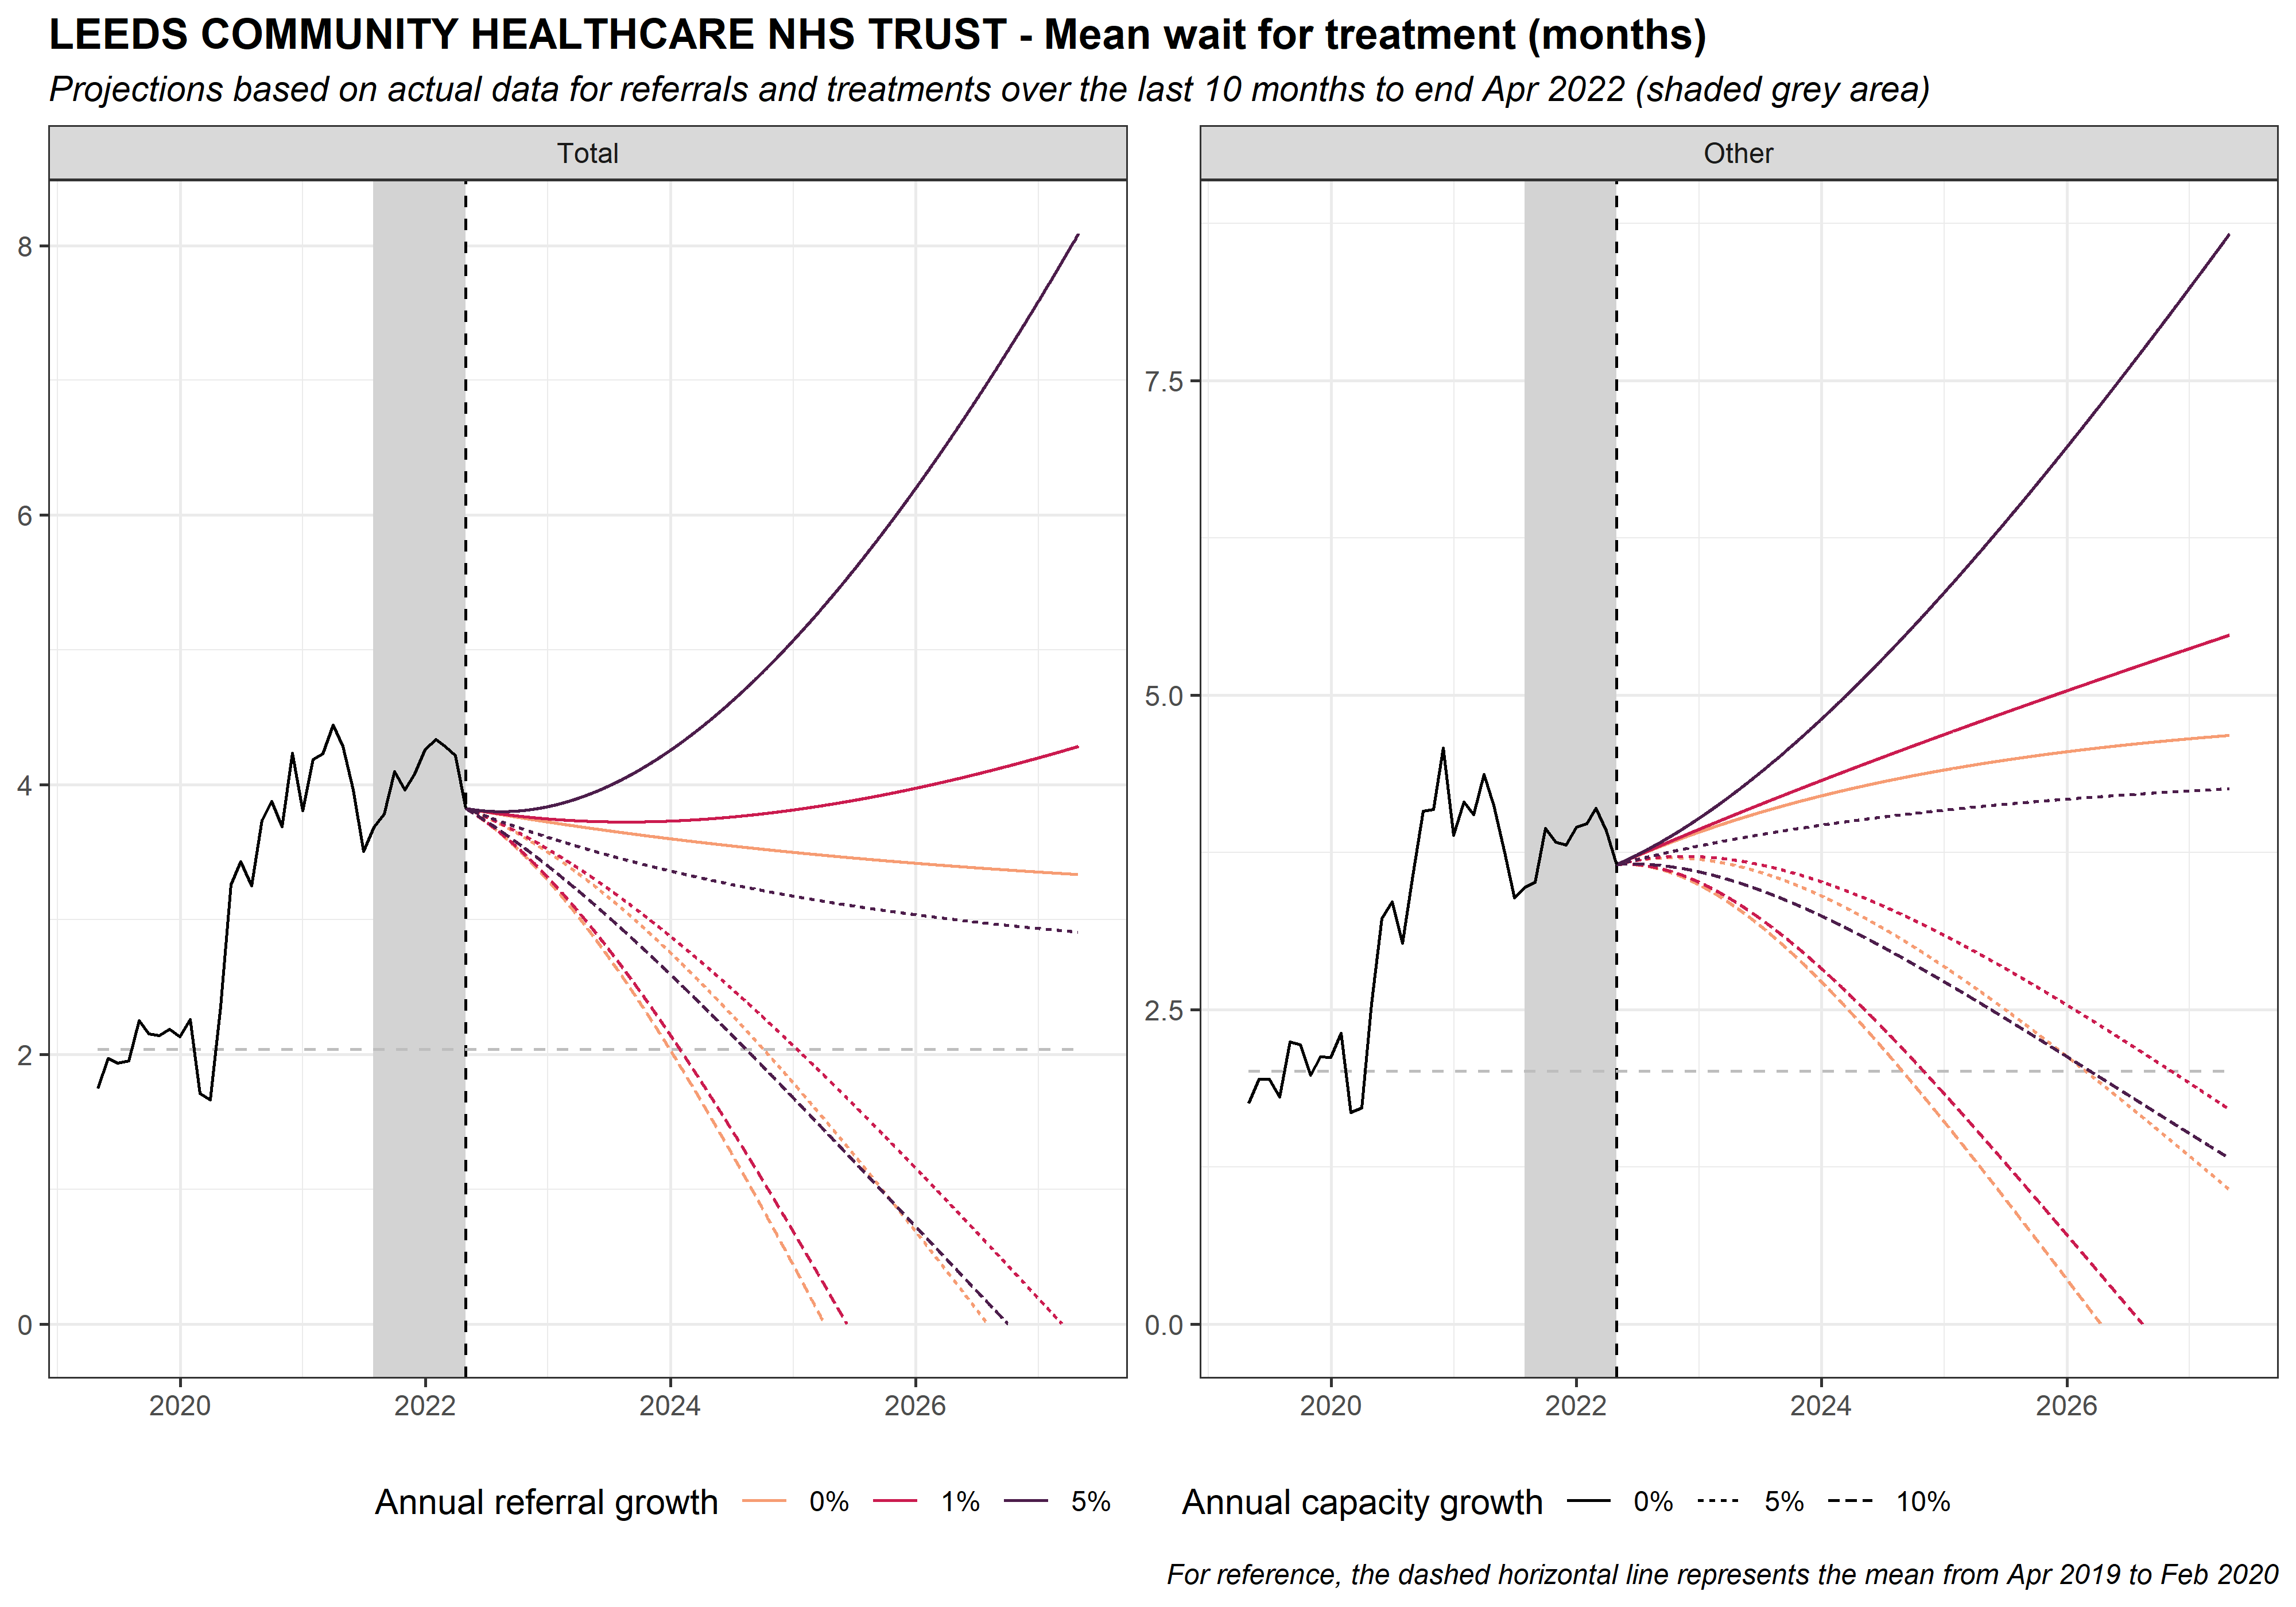 LEEDS COMMUNITY HEALTHCARE NHS TRUST - Mean wait for treatment (months)
Projections based on actual data for referrals and treatments over the last 10 months to end Apr 2022 (shaded grey area)
Total
Other
8
6
4
2
0
7.5
5.0
2.5
0.0
2020 2022 2024 2026
2020 2022 2024 2026
Annual referral growth 0% 1% 5%
Annual capacity growth 0% 5% 10%
For reference, the dashed horizontal line represents the mean from Apr 2019 to Feb 2020